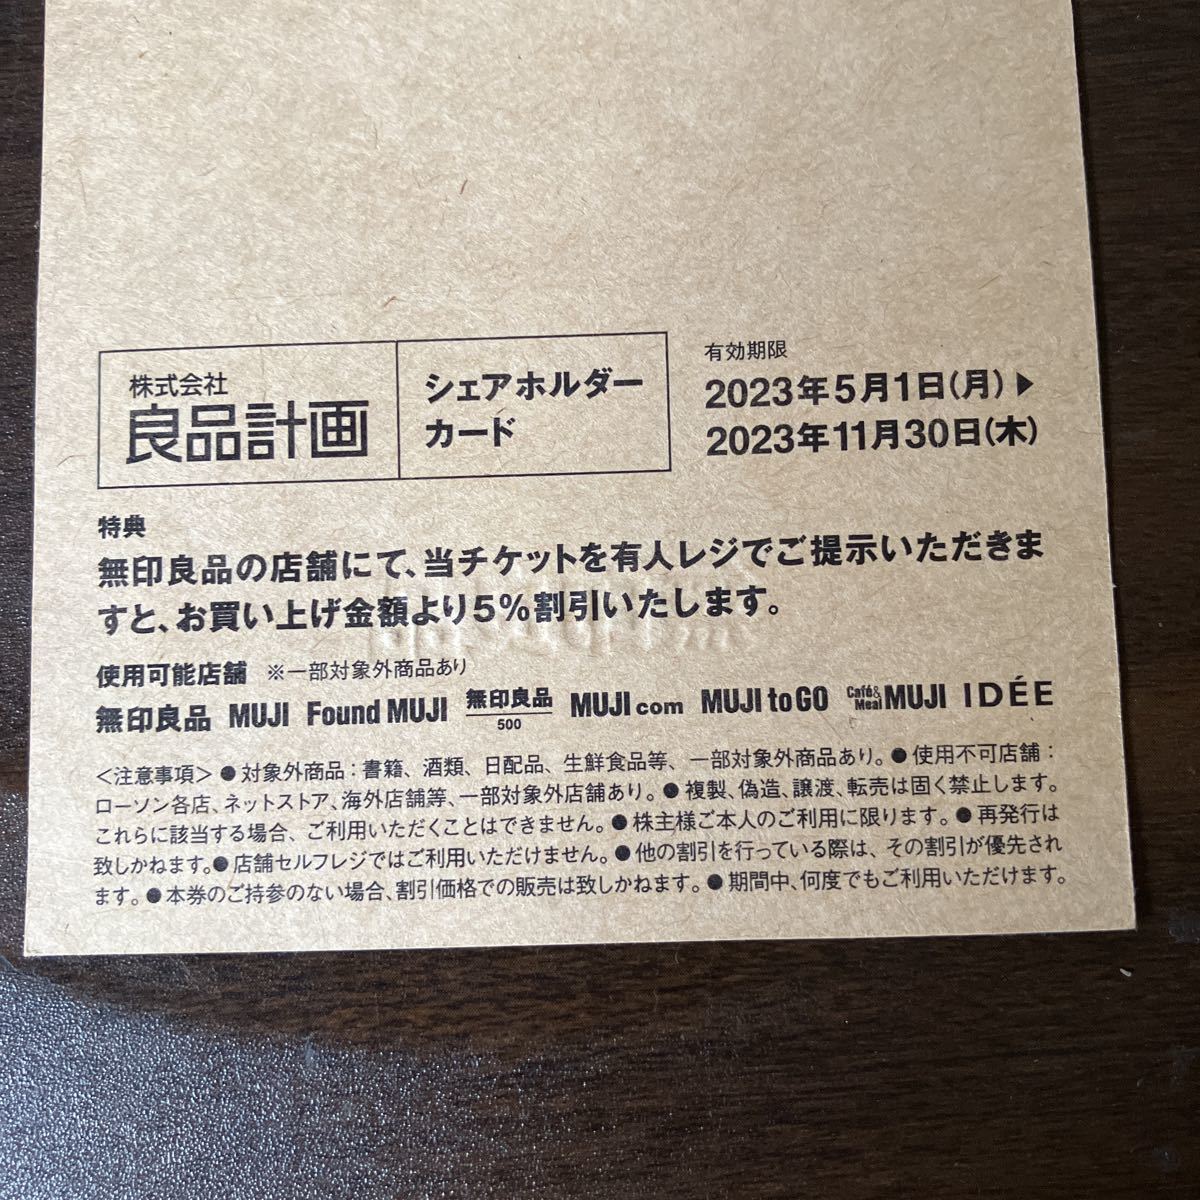 株式会社
良品計画
シェアホルダー
カード
有効期限
2023年5月1日(月)▶
2023年11月30日(木)
特典
無印良品の店舗にて、当チケットを有人レジでご提示いただきま
すと、お買い上げ金額より5%割引いたします。
使用可能店舗 ※一部対象外商品あり
無印良品 MUJI Found MUJI 無印良品 500 MUJI com MUJI to GO Café& Meal MUJI IDÉE
＜注意事項＞ ● 対象外商品：書籍、酒類、日配品、生鮮食品等、一部対象外商品あり。● 使用不可店舗：
ローソン各店、ネットストア、海外店舗等、一部対象外店舗あり。● 複製、偽造、譲渡、転売は固く禁止します。
これらに該当する場合、ご利用いただくことはできません。● 株主様ご本人のご利用に限ります。● 再発行は
致しかねます。● 店舗セルフレジではご利用いただけません。● 他の割引を行っている際は、その割引が優先され
ます。● 本券のご持参のない場合、割引価格での販売は致しかねます。● 期間中、何度でもご利用いただけます。